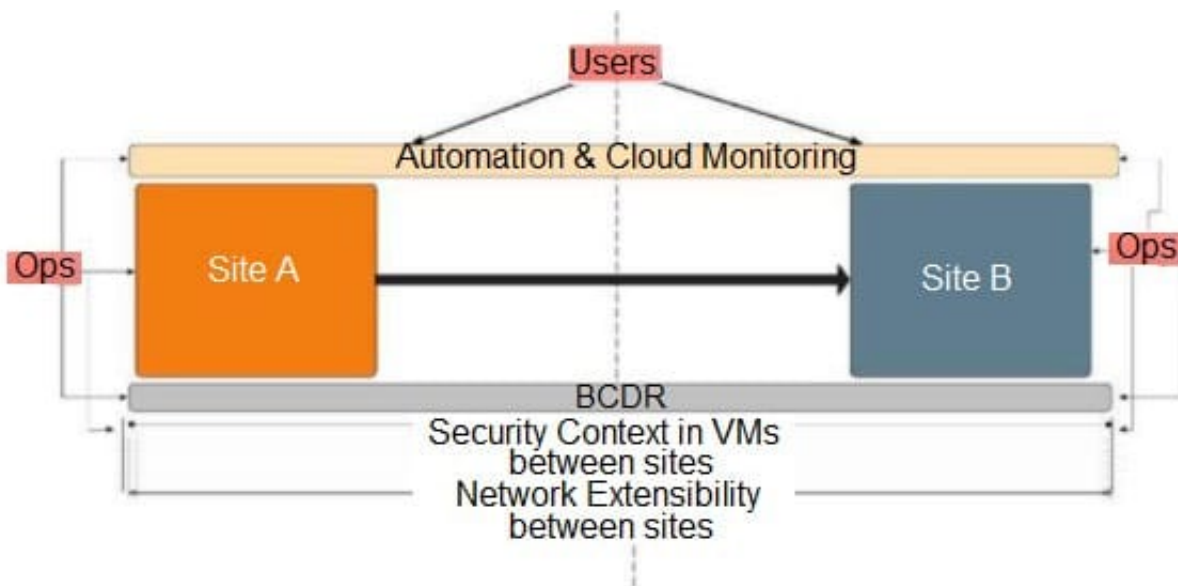 Users
Automation & Cloud Monitoring
Ops
Site A
Site B
Ops
BCDR
Security Context in VMs
between sites
Network Extensibility
between sites